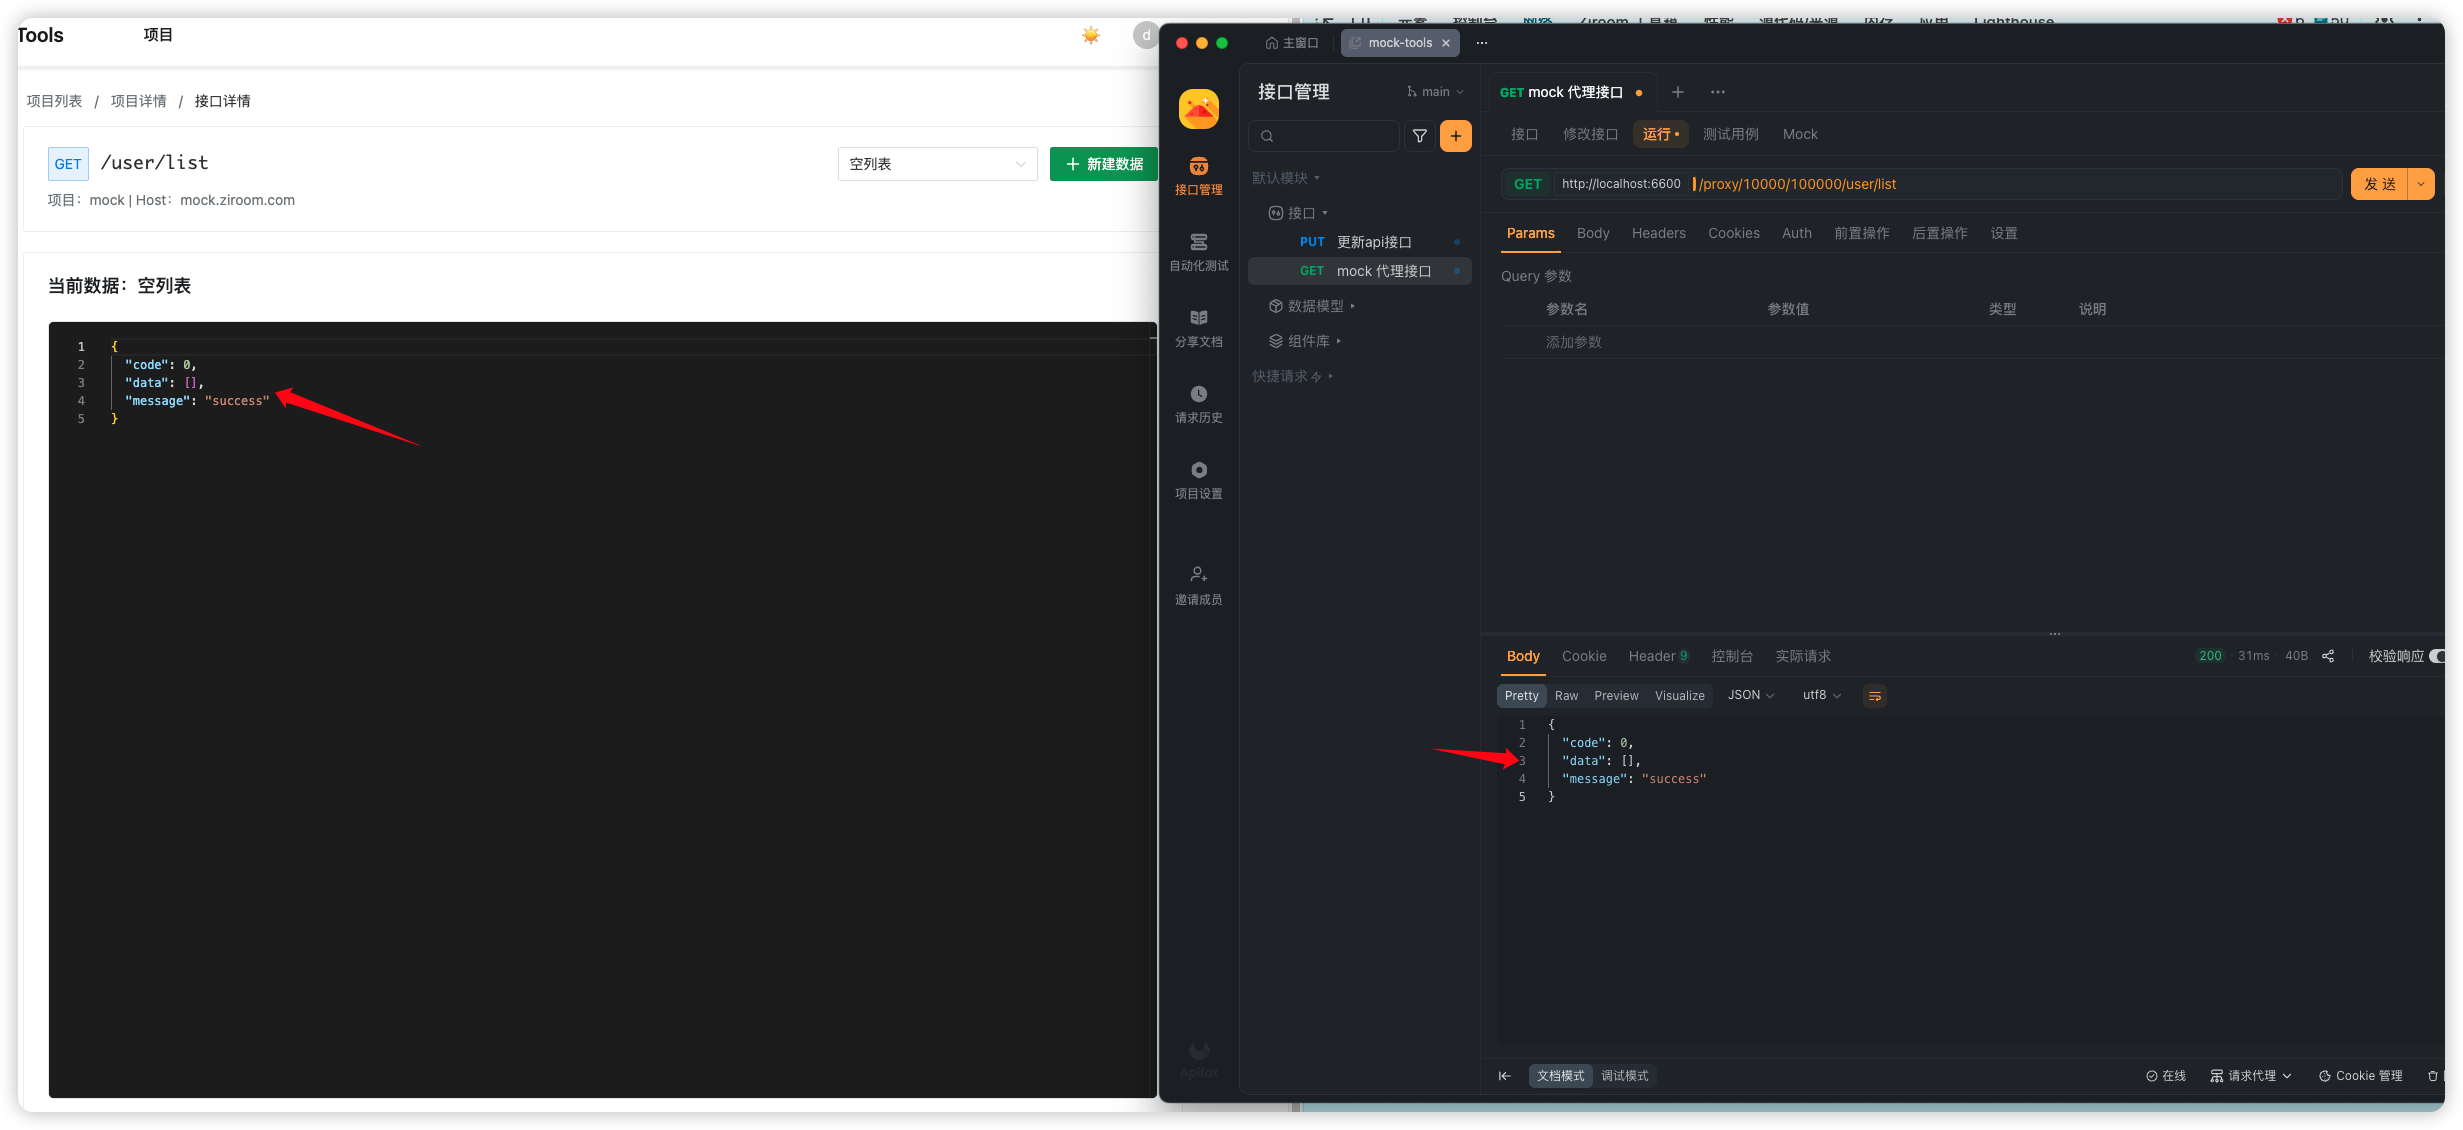 Tools
项目
d
项目列表 / 项目详情 / 接口详情
GET /user/list
空列表
+ 新建数据
项目：mock | Host：mock.ziroom.com
当前数据：空列表
1 {
2 "code": 0,
3 "data": [],
4 "message": "success"
5 }
Lighthouse
主窗口
mock-tools ×
...
接口管理
main
接口管理
自动化测试
分享文档
请求历史
项目设置
邀请成员
Apifox
默认模块
接口
PUT 更新api接口
GET mock 代理接口
数据模型
组件库
快捷请求
GET mock 代理接口
+ ...
接口 修改接口 运行 测试用例 Mock
GET http://localhost:6600 /proxy/10000/100000/user/list
发 送
Params Body Headers Cookies Auth 前置操作 后置操作 设置
Query 参数
参数名 参数值 类型 说明
添加参数
Body Cookie Header 9 控制台 实际请求
200 31ms 40B 校验响应
Pretty Raw Preview Visualize JSON utf8
1 {
2 "code": 0,
3 "data": [],
4 "message": "success"
5 }
文档模式 调试模式
在线 请求代理 Cookie 管理